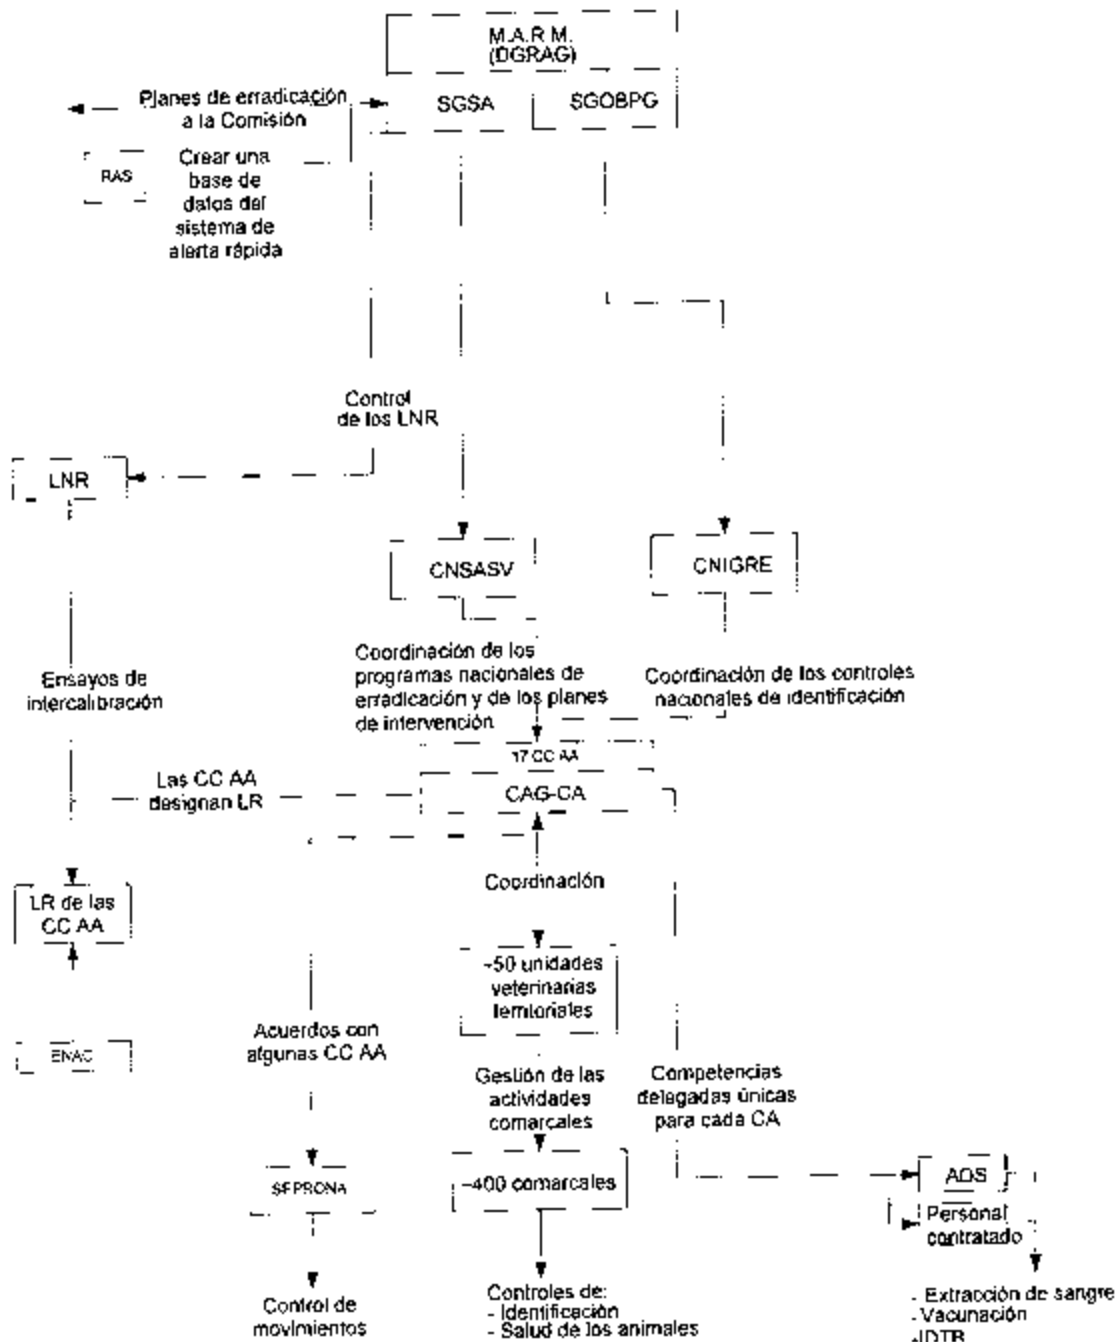 M.A.R.M.
(DGRAG)
SGSA
SGOBPG
Planes de erradicación
a la Comisión
RAS
Crear una
base de
datos del
sistema de
alerta rápida
Control
de los LNR
LNR
CNSASV
CNIGRE
Ensayos de
intercalibración
Coordinación de los
programas nacionales de
erradicación y de los planes
de intervención
Coordinación de los controles
nacionales de identificación
17 CC AA
CAG-CA
Las CC AA
designan LR
Coordinación
LR de las
CC AA
ENAC
~50 unidades
veterinarias
territoriales
Acuerdos con
algunas CC AA
Gestión de las
actividades
comarcales
Competencias
delegadas únicas
para cada CA
SEPRONA
~400 comarcales
ADS
Personal
contratado
Control de
movimientos
Controles de:
- Identificación
- Salud de los animales
- Extracción de sangre
- Vacunación
-IDTB